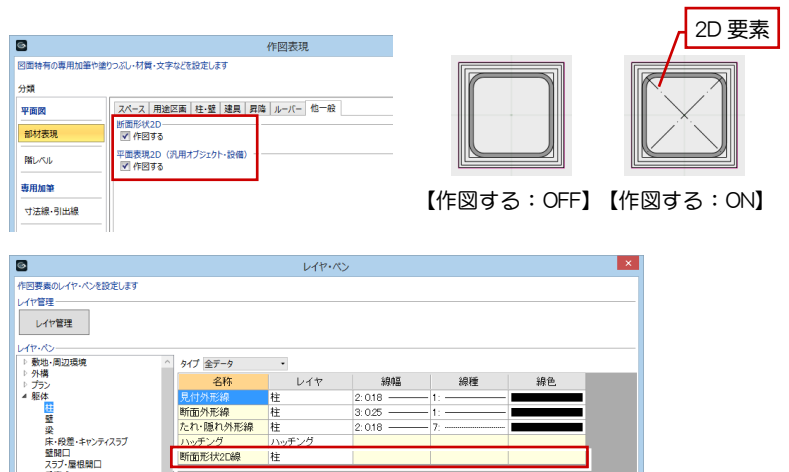 2D 要素
作図表現
図面特有の専用加筆や塗りつぶし・材質・文字などを設定します
分類
平面図
部材表現
階レベル
専用加筆
寸法線・引出線
スペース 用途区画 柱・壁 建具 昇降 ルーバー 他一般
断面形状2D
作図する
平面表現2D（汎用オブジェクト・設備）
作図する
【作図する：OFF】【作図する：ON】
レイヤ・ペン
作図要素のレイヤ・ペンを設定します
レイヤ管理
レイヤ管理
レイヤ・ペン
敷地・周辺環境
外構
プラン
躯体
柱
壁
梁
床・段差・キャンティスラブ
壁開口
スラブ・屋根開口
タイプ 全データ
名称 レイヤ 線幅 線種 線色
見付外形線 柱 2: 0.18 1:
断面外形線 柱 3: 0.25 1:
たれ・隠れ外形線 柱 2: 0.18 7:
ハッチング ハッチング
断面形状2D線 柱